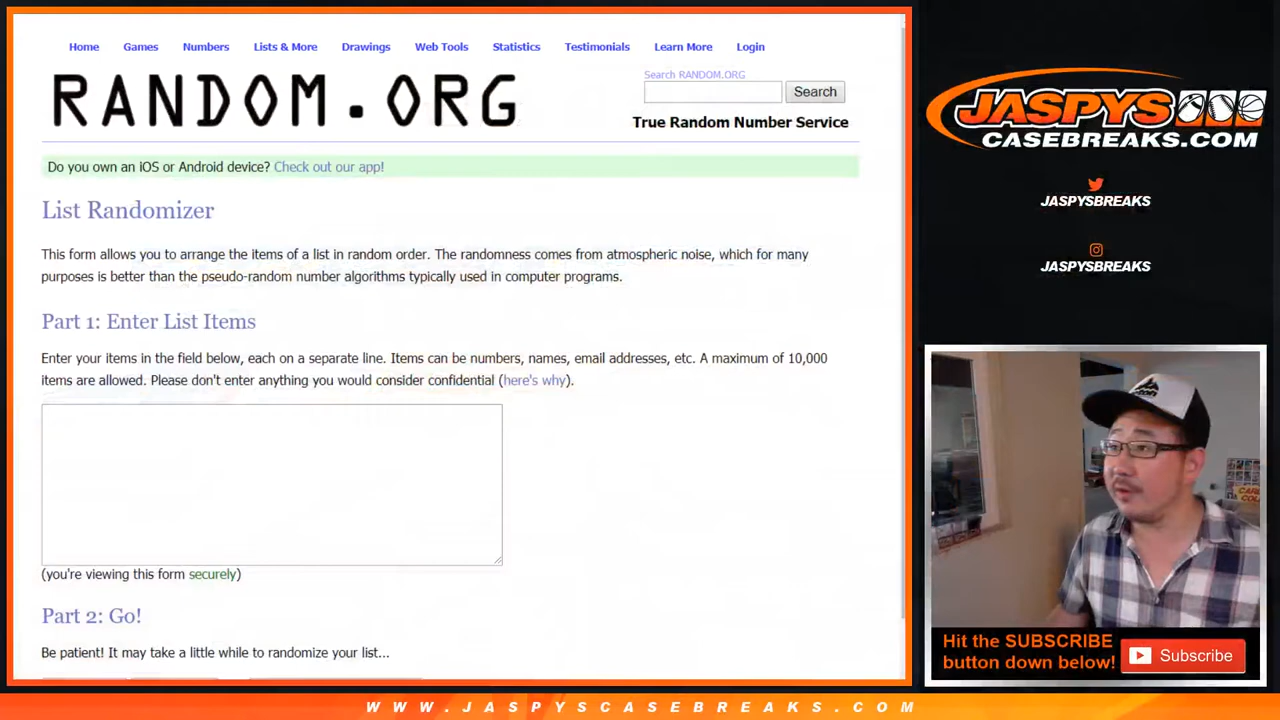 Home Games Numbers Lists & More Drawings Web Tools Statistics Testimonials Learn More Login
RANDOM.ORG
Search RANDOM.ORG
Search
True Random Number Service
Do you own an iOS or Android device? Check out our app!
List Randomizer
This form allows you to arrange the items of a list in random order. The randomness comes from atmospheric noise, which for many
purposes is better than the pseudo-random number algorithms typically used in computer programs.
Part 1: Enter List Items
Enter your items in the field below, each on a separate line. Items can be numbers, names, email addresses, etc. A maximum of 10,000
items are allowed. Please don't enter anything you would consider confidential (here's why).
(you're viewing this form securely)
Part 2: Go!
Be patient! It may take a little while to randomize your list...
JASPYS
CASEBREAKS.COM
JASPYSBREAKS
JASPYSBREAKS
Hit the SUBSCRIBE
button down below!
Subscribe
WWW.JASPYSCASEBREAKS.COM